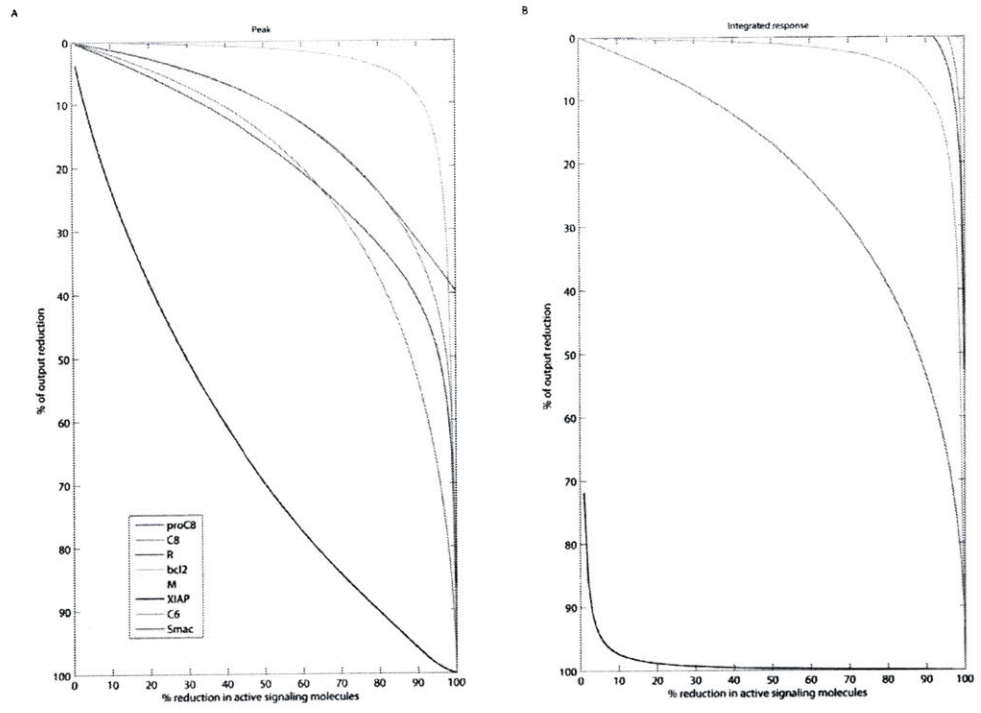 A
Peak
0
10
20
30
40
50
60
70
80
90
100
% of output reduction
proC8
C8
R
bcl2
M
XIAP
C6
Smac
0 10 20 30 40 50 60 70 80 90 100
% reduction in active signaling molecules
B
Integrated response
0
10
20
30
40
50
60
70
80
90
100
% of output reduction
0 10 20 30 40 50 60 70 80 90 100
% reduction in active signaling molecules